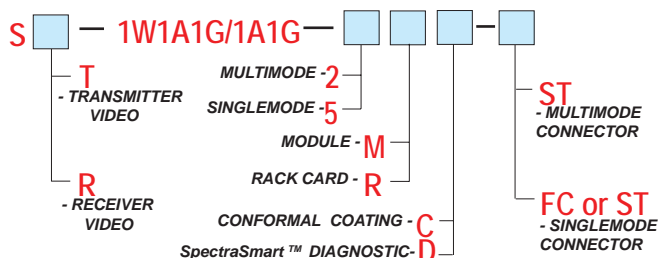 S - 1W1A1G/1A1G - -
T
- TRANSMITTER
VIDEO
R
- RECEIVER
VIDEO
MULTIMODE - 2
SINGLEMODE - 5
MODULE - M
RACK CARD - R
CONFORMAL COATING - C
SpectraSmart ™ DIAGNOSTIC- D
ST
- MULTIMODE
CONNECTOR
FC or ST
- SINGLEMODE
CONNECTOR